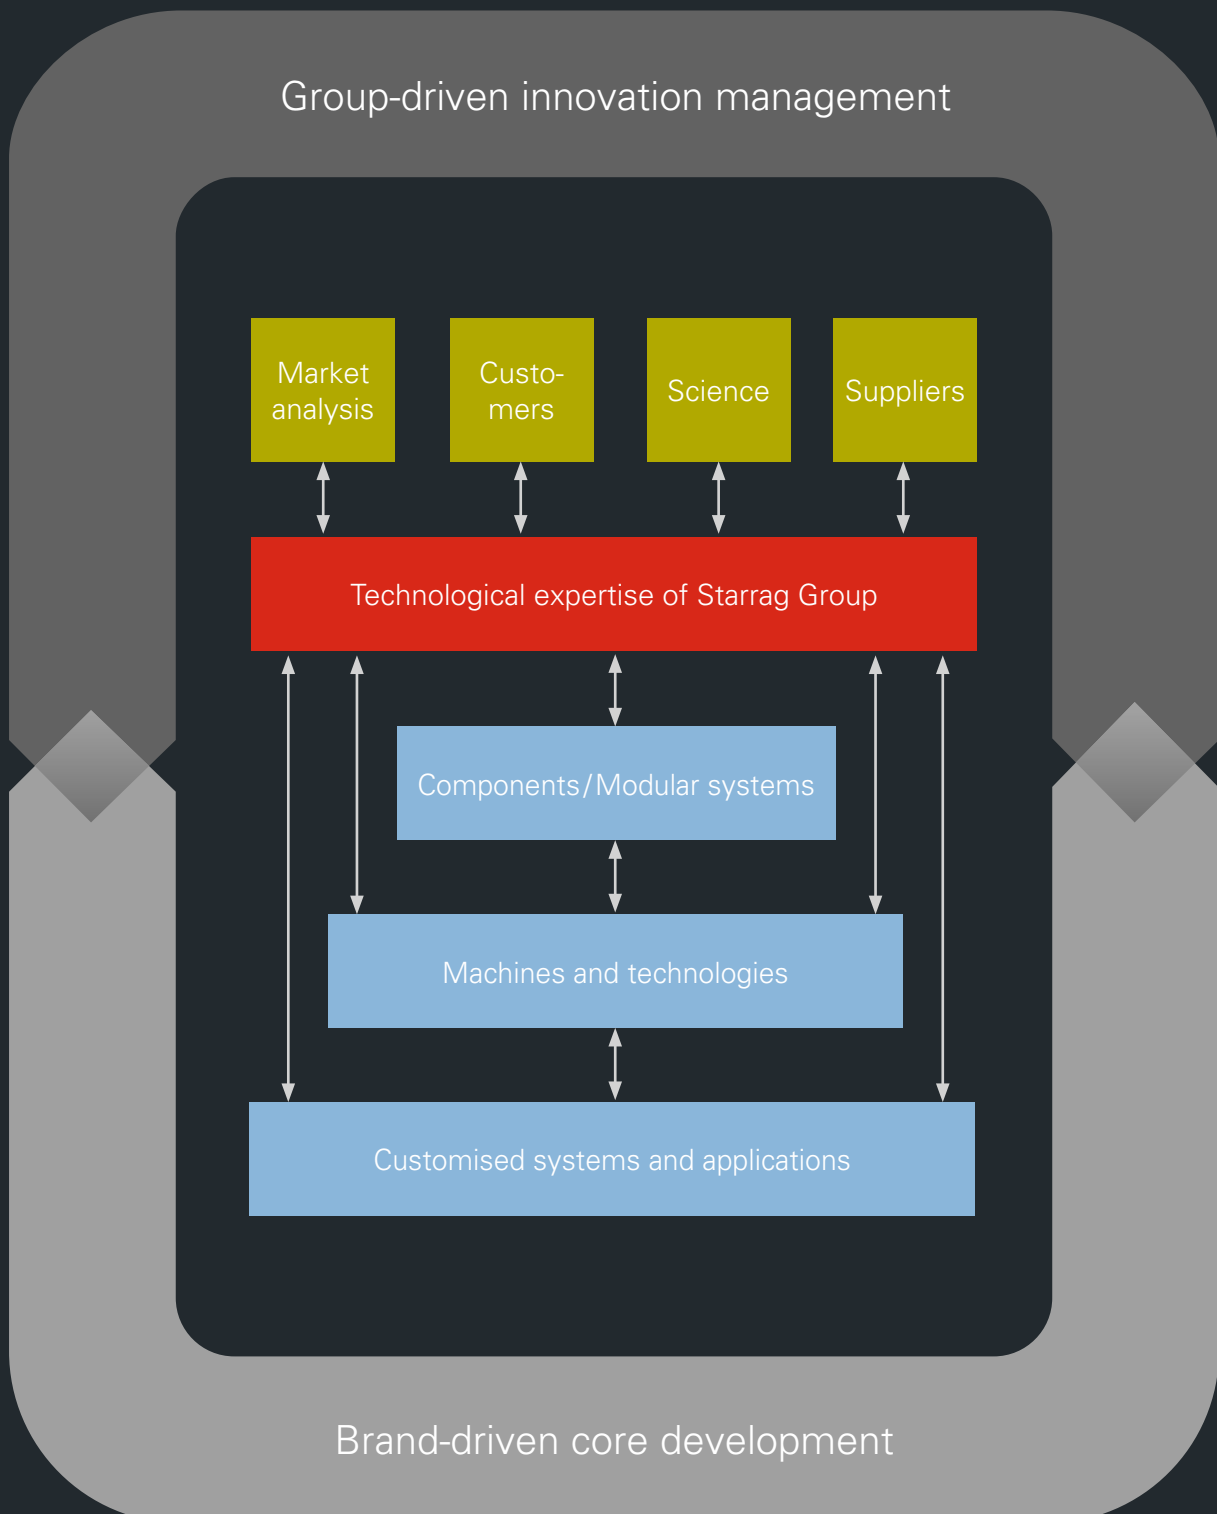 Group-driven innovation management
Market
analysis
Custo-
mers
Science
Suppliers
Technological expertise of Starrag Group
Components/Modular systems
Machines and technologies
Customised systems and applications
Brand-driven core development